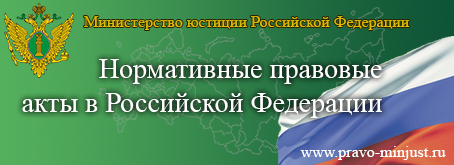 Министерство юстиции Российской Федерации
Нормативные правовые
акты в Российской Федерации
www.pravo-minjust.ru